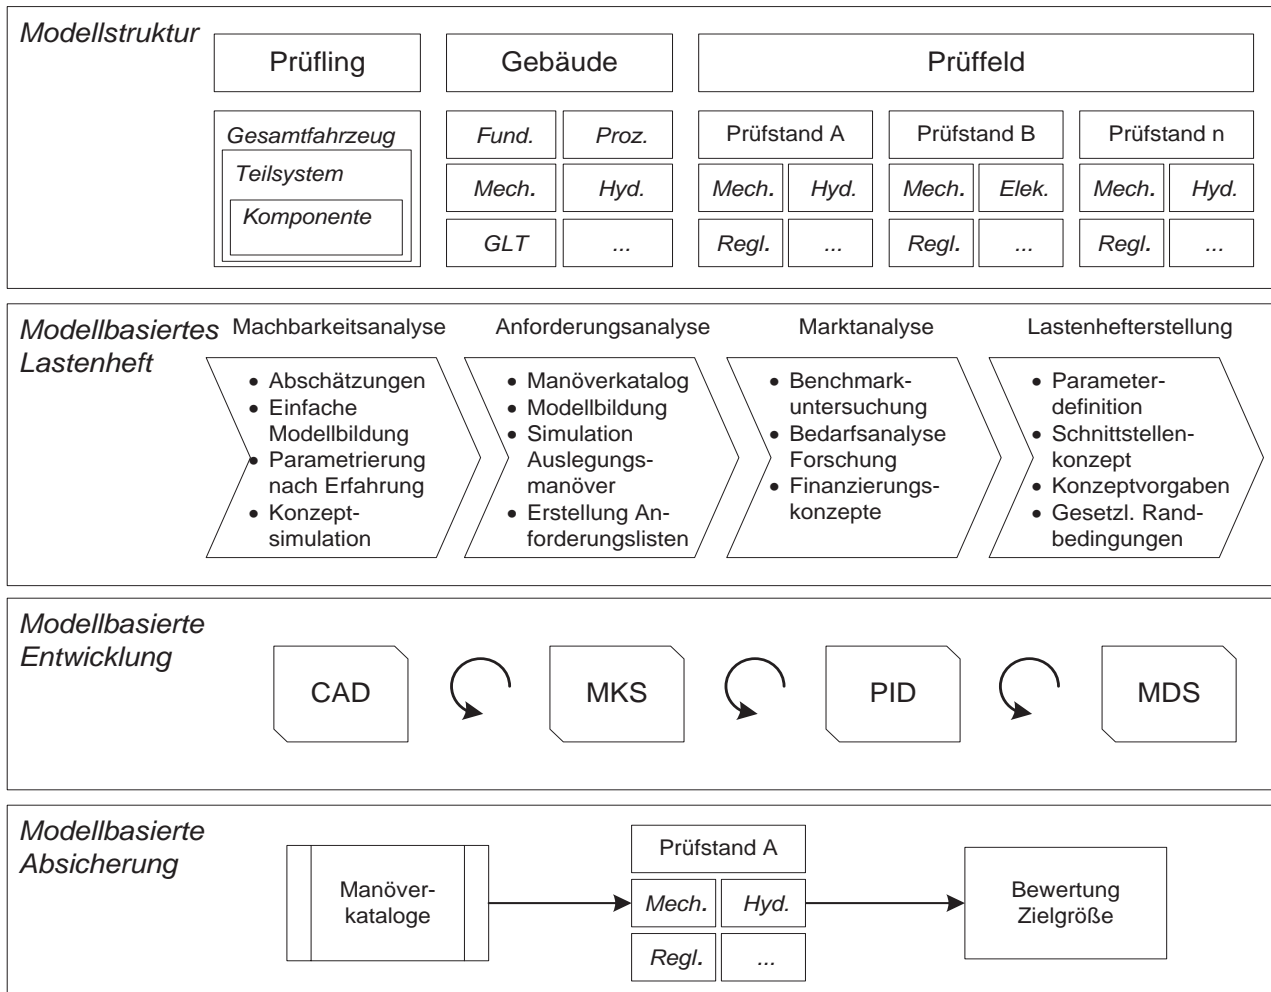 Modellstruktur
Prüfling
Gebäude
Prüffeld
Gesamtfahrzeug
Teilsystem
Komponente
Fund.
Proz.
Mech.
Hyd.
GLT
...
Prüfstand A
Mech.
Hyd.
Regl.
...
Prüfstand B
Mech.
Elek.
Regl.
...
Prüfstand n
Mech.
Hyd.
Regl.
...
Modellbasiertes
Lastenheft
Machbarkeitsanalyse
• Abschätzungen
• Einfache
Modellbildung
• Parametrierung
nach Erfahrung
• Konzept-
simulation
Anforderungsanalyse
• Manöverkatalog
• Modellbildung
• Simulation
Auslegungs-
manöver
• Erstellung An-
forderungslisten
Marktanalyse
• Benchmark-
untersuchung
• Bedarfsanalyse
Forschung
• Finanzierungs-
konzepte
Lastenhefterstellung
• Parameter-
definition
• Schnittstellen-
konzept
• Konzeptvorgaben
• Gesetzl. Rand-
bedingungen
Modellbasierte
Entwicklung
CAD
MKS
PID
MDS
Modellbasierte
Absicherung
Manöver-
kataloge
Prüfstand A
Mech.
Hyd.
Regl.
...
Bewertung
Zielgröße